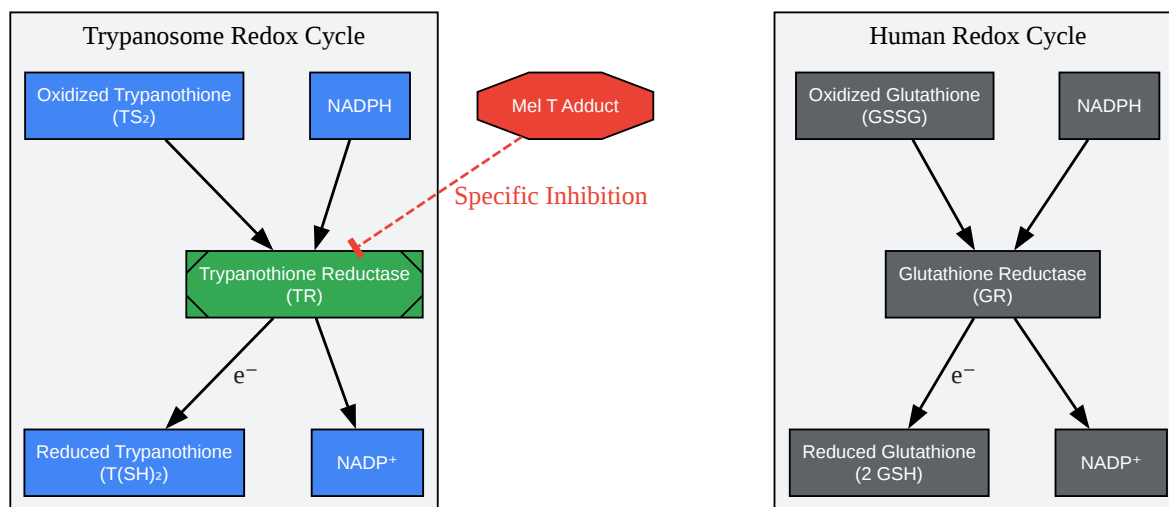 Trypanosome Redox Cycle
Oxidized Trypanothione
(TS₂)
NADPH
Mel T Adduct
Specific Inhibition
Trypanothione Reductase
(TR)
e⁻
Reduced Trypanothione
(T(SH)₂)
NADP⁺
Human Redox Cycle
Oxidized Glutathione
(GSSG)
NADPH
Glutathione Reductase
(GR)
e⁻
Reduced Glutathione
(2 GSH)
NADP⁺